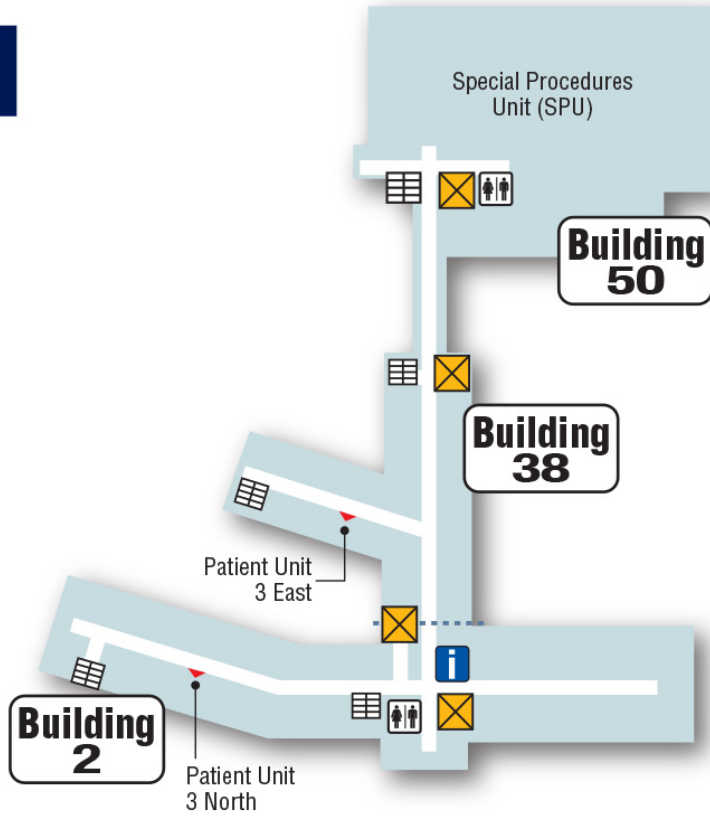 Special Procedures
Unit (SPU)
Building
50
Building
38
Patient Unit
3 East
i
Building
2
Patient Unit
3 North